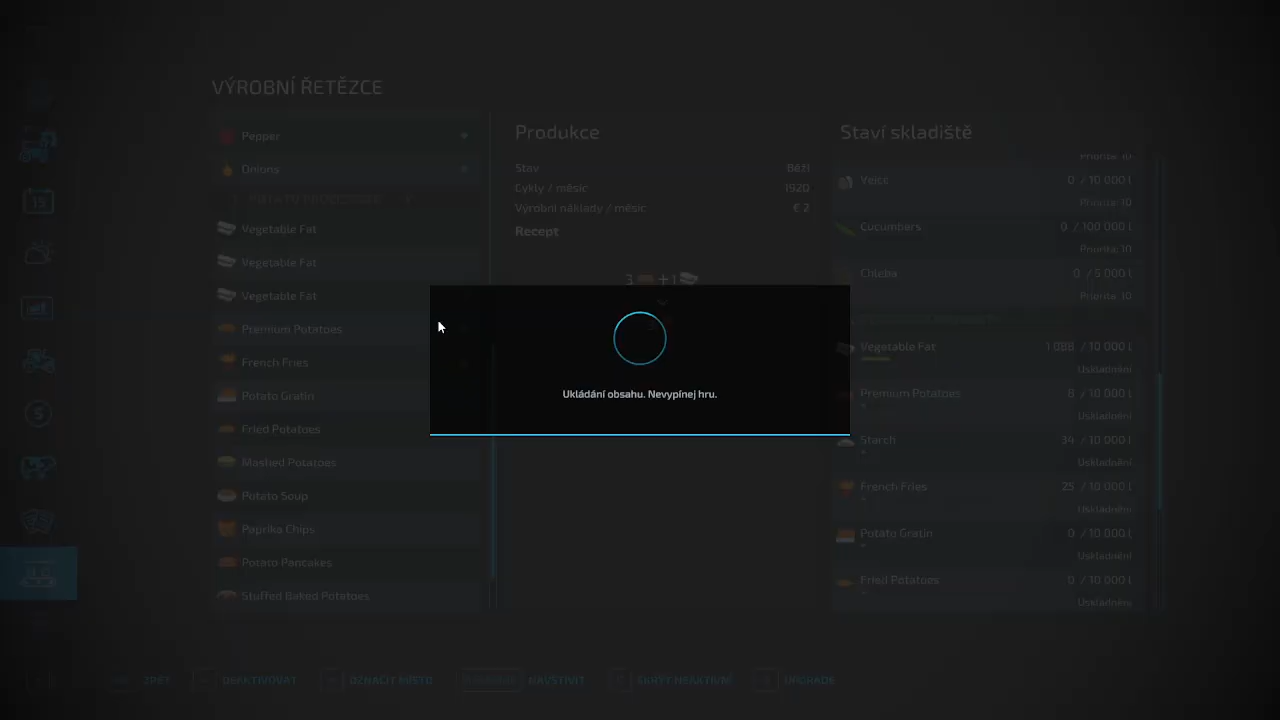 VÝROBNÍ ŘETĚZCE
Pepper
Onions
Vegetable Fat
Vegetable Fat
Vegetable Fat
Premium Potatoes
French Fries
Potato Gratin
Fried Potatoes
Mashed Potatoes
Potato Soup
Paprika Chips
Potato Pancakes
Stuffed Baked Potatoes
Produkce
Stav Běží
Cykly / měsíc 1920
Výrobní náklady / měsíc € 2
Recept
3 + 1
Ukládání obsahu. Nevypínej hru.
Staví skladiště
Priorita: 10
Vejce 0 / 10 000 l
Priorita: 10
Cucumbers 0 / 100 000 l
Priorita: 10
Chleba 0 / 5 000 l
Priorita: 10
Vegetable Fat 1 088 / 10 000 l
Uskladnění
Premium Potatoes 8 / 10 000 l
Uskladnění
Starch 34 / 10 000 l
Uskladnění
French Fries 25 / 10 000 l
Uskladnění
Potato Gratin 0 / 10 000 l
Uskladnění
Fried Potatoes 0 / 10 000 l
Uskladnění
15
ZPĚT DEAKTIVOVAT OZNAČIT MÍSTO NAVŠTÍVIT SKRÝT NEAKTIVNÍ UPGRADE